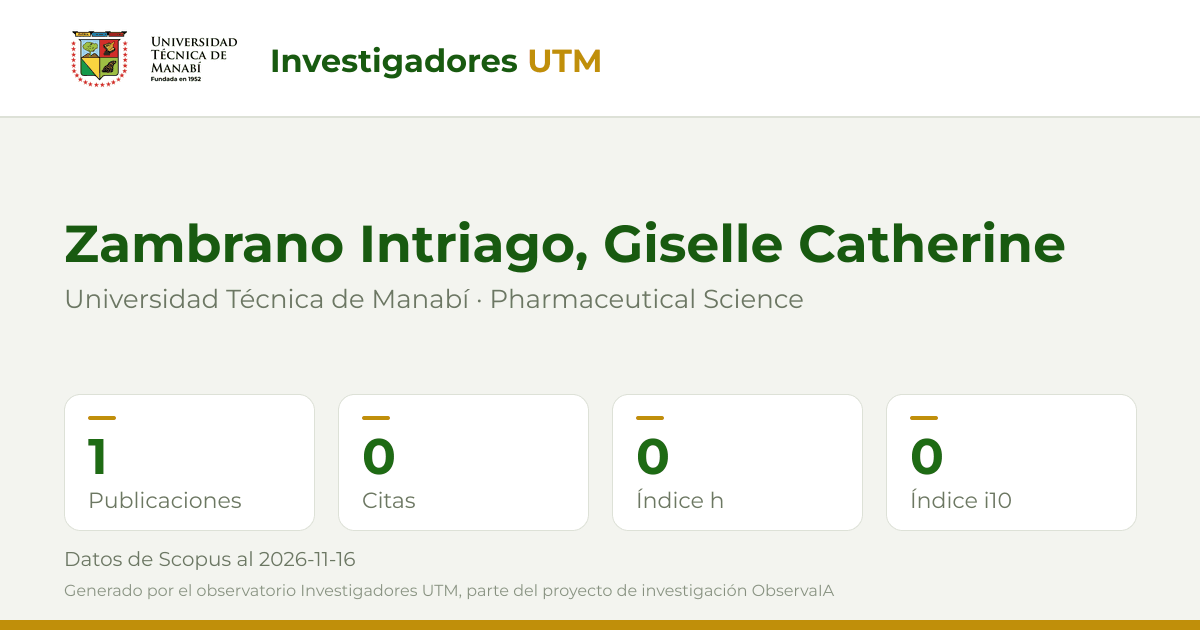 UNIVERSIDAD
TÉCNICA DE
MANABÍ
Fundada en 1952
Investigadores UTM
Zambrano Intriago, Giselle Catherine
Universidad Técnica de Manabí · Pharmaceutical Science
1
Publicaciones
0
Citas
0
Índice h
0
Índice i10
Datos de Scopus al 2026-11-16
Generado por el observatorio Investigadores UTM, parte del proyecto de investigación ObservaIA